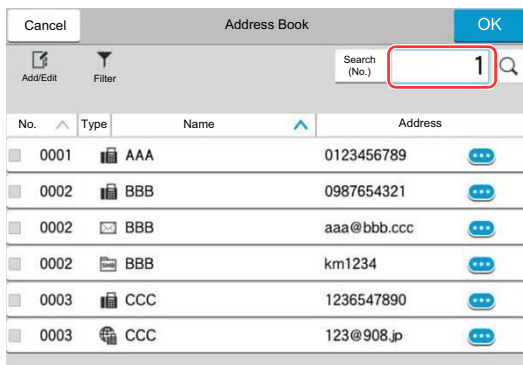 Cancel Address Book OK
Add/Edit Filter Search (No.) 1
No. Type Name Address
0001 AAA 0123456789
0002 BBB 0987654321
0002 BBB aaa@bbb.ccc
0002 SMB BBB km1234
0003 CCC 1236547890
0003 CCC 123@908.jp